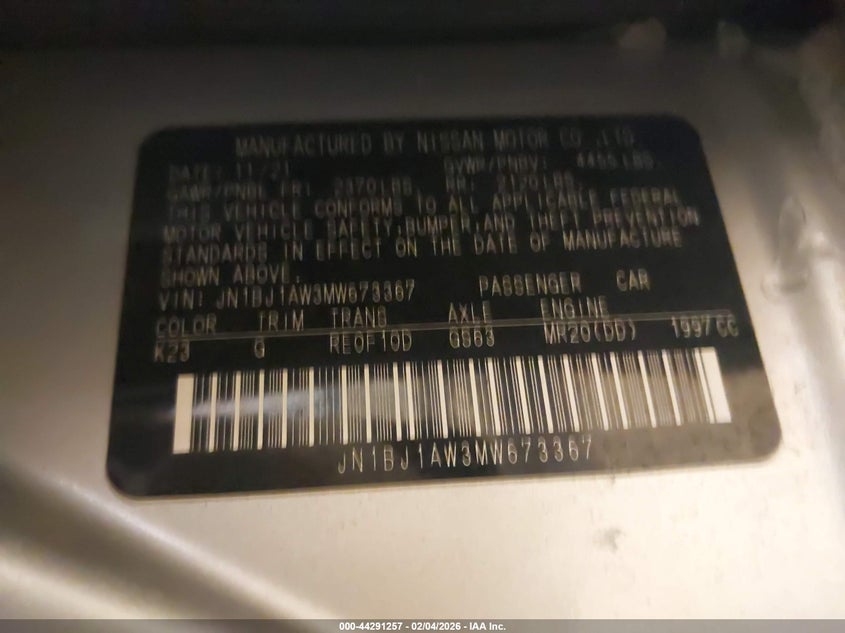 MANUFACTURED BY NISSAN MOTOR CO.,LTD.
DATE: 11/21 GVWR/PNBV: 4455 LBS.
GAWR/PNBE FR: 2370LBS. RR: 2120LBS.
THIS VEHICLE CONFORMS TO ALL APPLICABLE FEDERAL
MOTOR VEHICLE SAFETY,BUMPER,AND THEFT PREVENTION
STANDARDS IN EFFECT ON THE DATE OF MANUFACTURE
SHOWN ABOVE.
VIN: JN1BJ1AW3MW673367 PASSENGER CAR
COLOR TRIM TRANS AXLE ENGINE
K23 G RE0F10D GS63 MR20(DD) 1997CC
JN1BJ1AW3MW673367
000-44291257 - 02/04/2026 - IAA Inc.